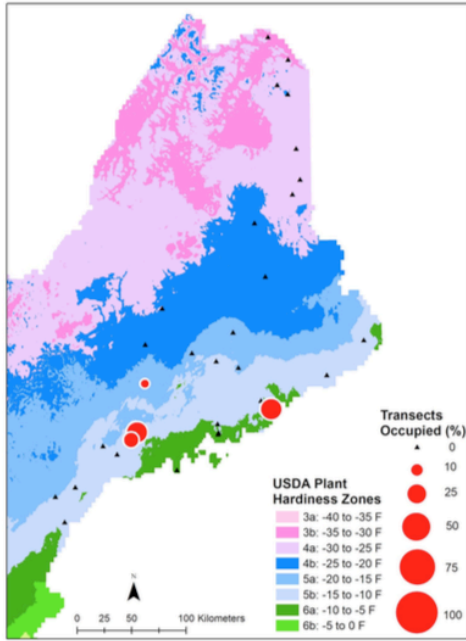 Transects
Occupied (%)
0
10
25
50
75
100
USDA Plant
Hardiness Zones
3a: -40 to -35 F
3b: -35 to -30 F
4a: -30 to -25 F
4b: -25 to -20 F
5a: -20 to -15 F
5b: -15 to -10 F
6a: -10 to -5 F
6b: -5 to 0 F
N
0 50 100 Kilometers